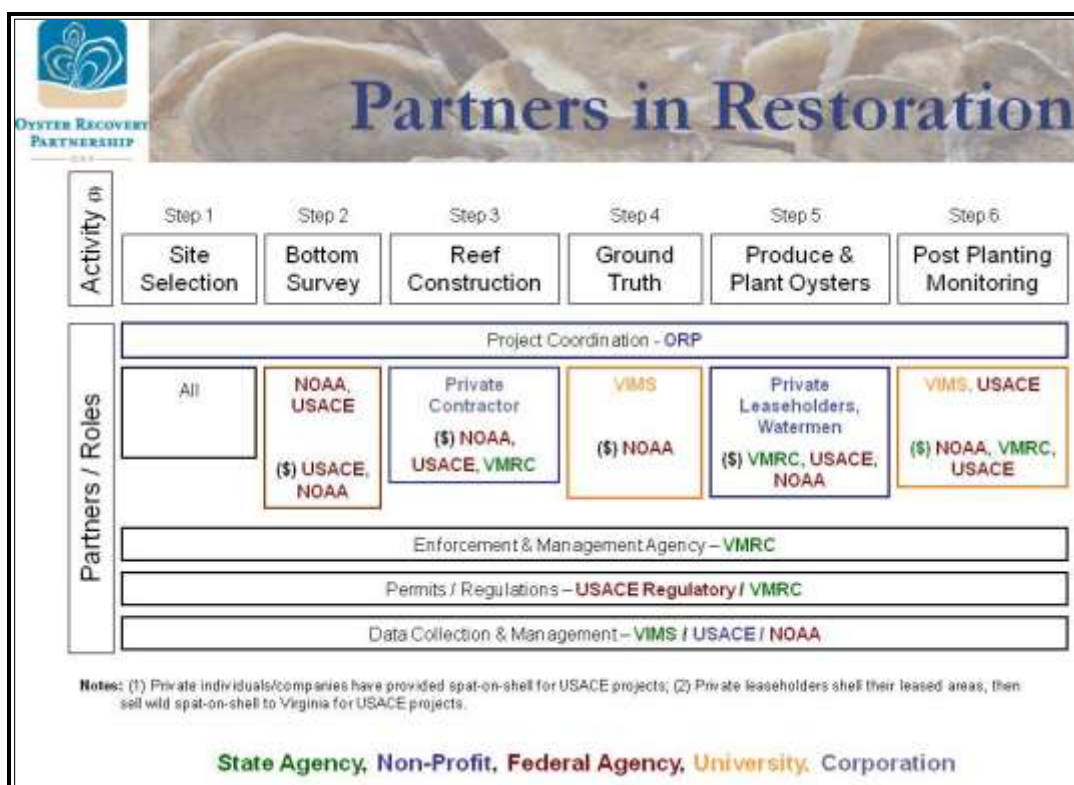 OYSTER RECOVERY
PARTNERSHIP
Partners in Restoration
Activity (3)
Step 1
Step 2
Step 3
Step 4
Step 5
Step 6
Site
Selection
Bottom
Survey
Reef
Construction
Ground
Truth
Produce &
Plant Oysters
Post Planting
Monitoring
Partners / Roles
Project Coordination - ORP
All
NOAA,
USACE
($) USACE,
NOAA
Private
Contractor
($) NOAA,
USACE, VMRC
VIMS
($) NOAA
Private
Leaseholders,
Watermen
($) VMRC, USACE,
NOAA
VIMS, USACE
($) NOAA, VMRC,
USACE
Enforcement & Management Agency – VMRC
Permits / Regulations – USACE Regulatory / VMRC
Data Collection & Management – VIMS / USACE / NOAA
Notes: (1) Private individuals/companies have provided spat-on-shell for USACE projects; (2) Private leaseholders shell their leased areas, then
sell wild spat-on-shell to Virginia for USACE projects.
State Agency, Non-Profit, Federal Agency, University, Corporation